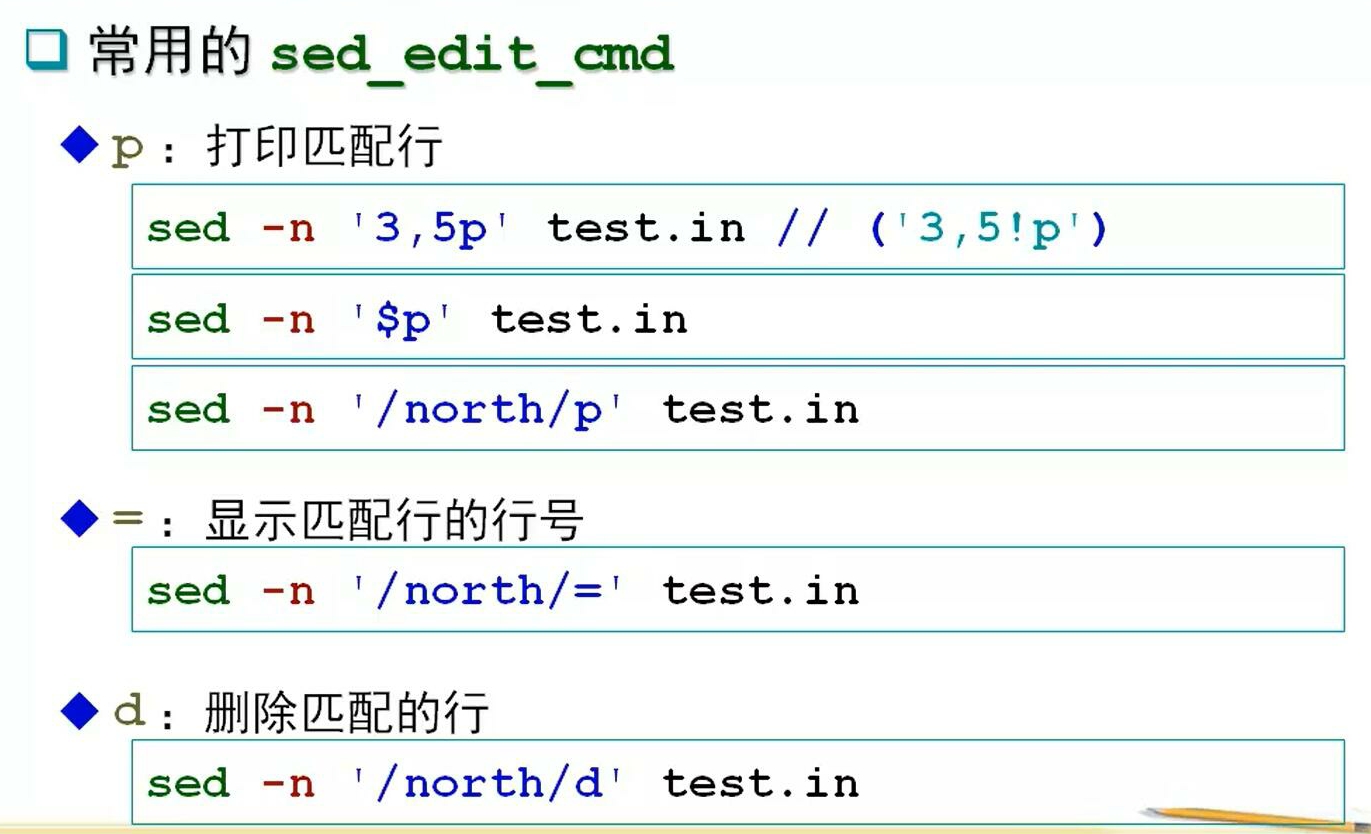 常用的 sed_edit_cmd
p：打印匹配行
sed -n '3,5p' test.in // ('3,5!p')
sed -n '$p' test.in
sed -n '/north/p' test.in
=：显示匹配行的行号
sed -n '/north/=' test.in
d：删除匹配的行
sed -n '/north/d' test.in